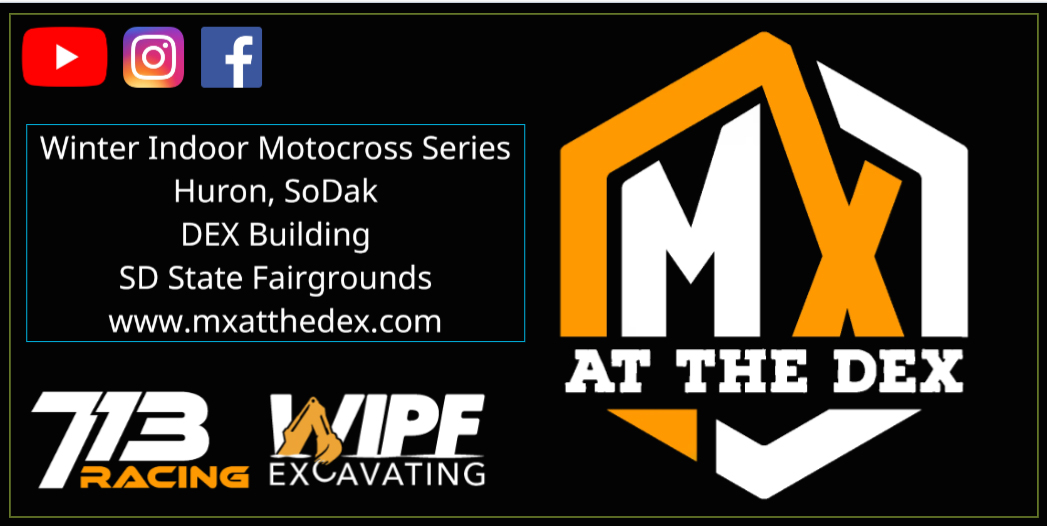 Winter Indoor Motocross Series
Huron, SoDak
DEX Building
SD State Fairgrounds
www.mxatthedex.com
713
RACING
WIPF
EXCAVATING
MX
AT THE DEX